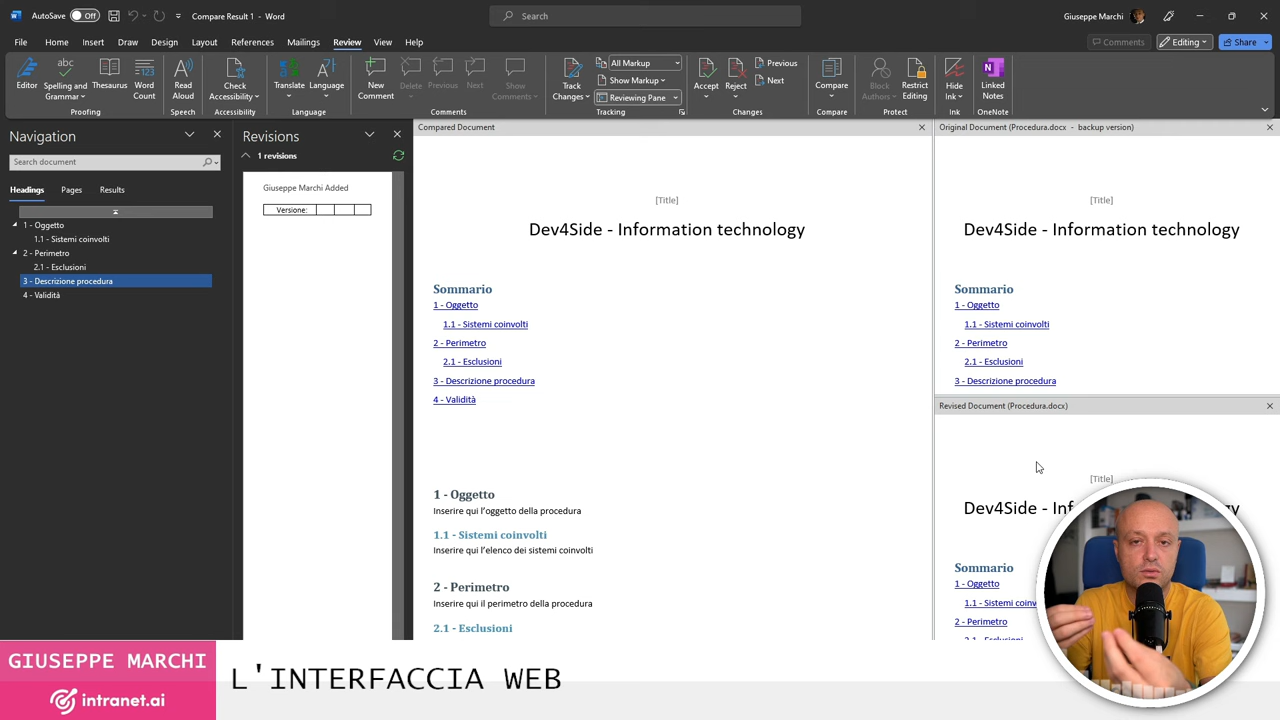 AutoSave Off Compare Result 1 - Word Search Giuseppe Marchi
File Home Insert Draw Design Layout References Mailings Review View Help Comments Editing Share
Editor
Spelling and Grammar
Thesaurus
Word Count
Read Aloud
Check Accessibility
Translate
Language
New Comment
Delete
Previous
Next
Show Comments
Track Changes
All Markup
Show Markup
Reviewing Pane
Accept
Reject
Previous
Next
Compare
Block Authors
Restrict Editing
Hide Ink
Linked Notes
Proofing Speech Accessibility Language Comments Tracking Changes Compare Protect Ink OneNote
Navigation
Search document
Headings Pages Results
1 - Oggetto
1.1 - Sistemi coinvolti
2 - Perimetro
2.1 - Esclusioni
3 - Descrizione procedura
4 - Validità
Revisions
1 revisions
Giuseppe Marchi Added
Versione:
Compared Document
[Title]
Dev4Side - Information technology
Sommario
1 - Oggetto
1.1 - Sistemi coinvolti
2 - Perimetro
2.1 - Esclusioni
3 - Descrizione procedura
4 - Validità
1 - Oggetto
Inserire qui l'oggetto della procedura
1.1 - Sistemi coinvolti
Inserire qui l'elenco dei sistemi coinvolti
2 - Perimetro
Inserire qui il perimetro della procedura
2.1 - Esclusioni
Original Document (Procedura.docx - backup version)
[Title]
Dev4Side - Information technology
Sommario
1 - Oggetto
1.1 - Sistemi coinvolti
2 - Perimetro
2.1 - Esclusioni
3 - Descrizione procedura
Revised Document (Procedura.docx)
[Title]
Dev4Side - Inf gy
Sommario
1 - Oggetto
1.1 - Sistemi coinv
2 - Perimetro
2.1 - Esclusioni
GIUSEPPE MARCHI
intranet.ai
L'INTERFACCIA WEB